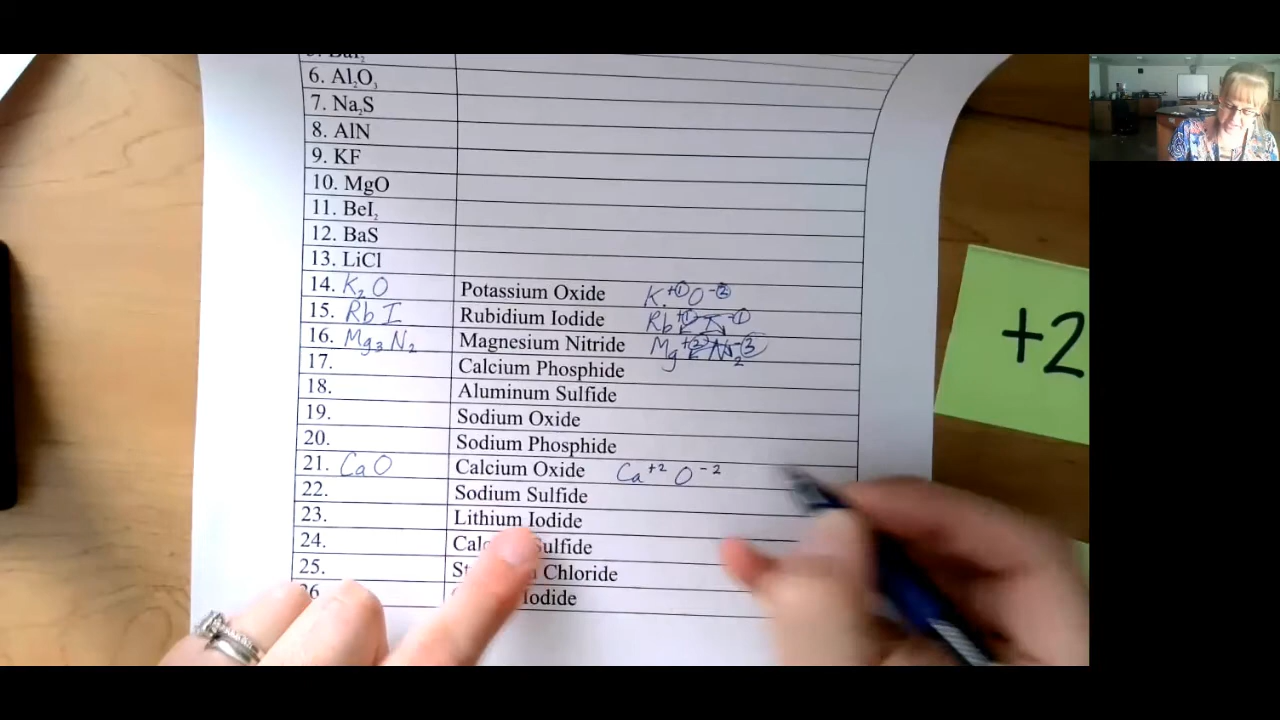 6. Al₂O₃
7. Na₂S
8. AlN
9. KF
10. MgO
11. BeI₂
12. BaS
13. LiCl
14. K₂O Potassium Oxide K⁺¹ O⁻²
15. Rb I Rubidium Iodide Rb⁺¹ I⁻¹
16. Mg₃N₂ Magnesium Nitride Mg⁺² N⁻³ ₂
17. Calcium Phosphide
18. Aluminum Sulfide
19. Sodium Oxide
20. Sodium Phosphide
21. CaO Calcium Oxide Ca⁺² O⁻²
22. Sodium Sulfide
23. Lithium Iodide
24. Sulfide
25. Chloride
Iodide
+2